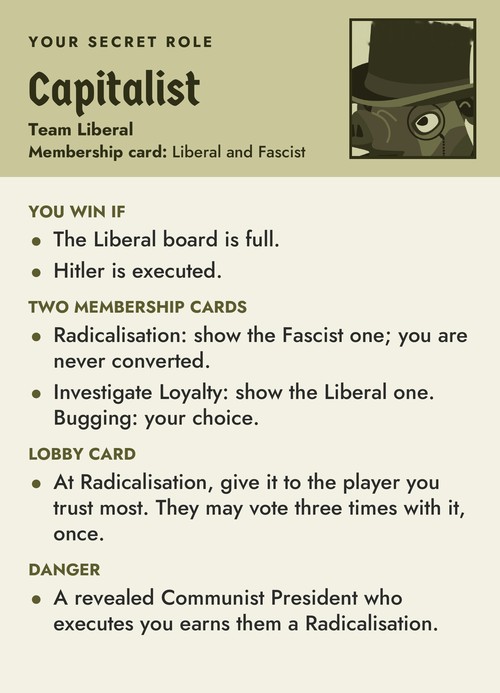 YOUR SECRET ROLE
Capitalist
Team Liberal
Membership card: Liberal and Fascist
YOU WIN IF
• The Liberal board is full.
• Hitler is executed.
TWO MEMBERSHIP CARDS
• Radicalisation: show the Fascist one; you are
never converted.
• Investigate Loyalty: show the Liberal one.
Bugging: your choice.
LOBBY CARD
• At Radicalisation, give it to the player you
trust most. They may vote three times with it,
once.
DANGER
• A revealed Communist President who
executes you earns them a Radicalisation.